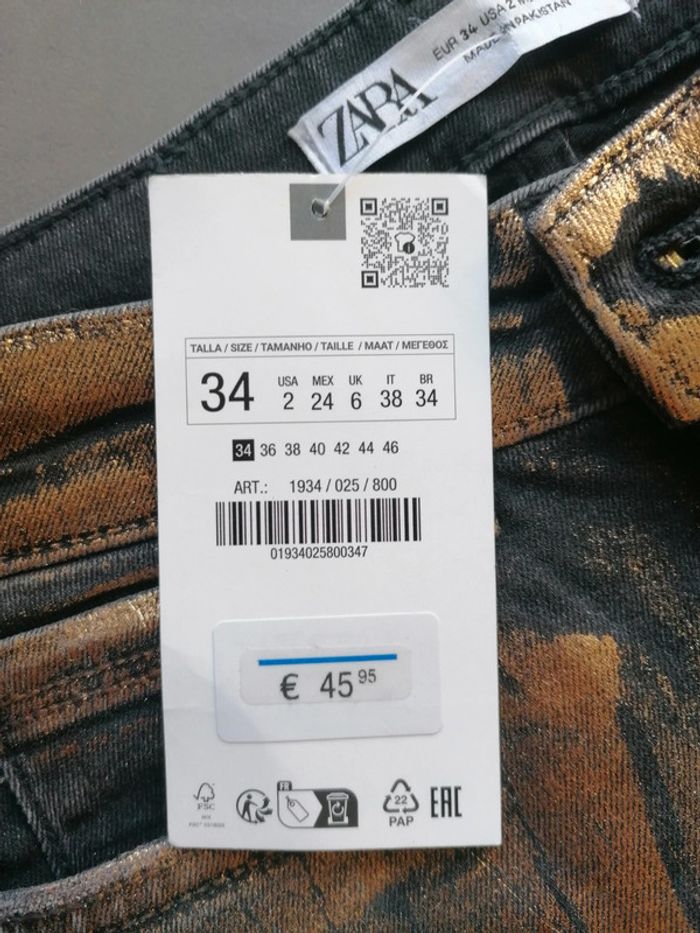 ZARA
EUR 34 USA 2
MADE IN PAKISTAN
TALLA / SIZE / TAMANHO / TAILLE / MAAT / ΜΕΓΕΘΟΣ
34
USA MEX UK IT BR
2 24 6 38 34
34 36 38 40 42 44 46
ART.: 1934 / 025 / 800
01934025800347
€ 45 95
FR
FSC
MIX
22
PAP
EAC